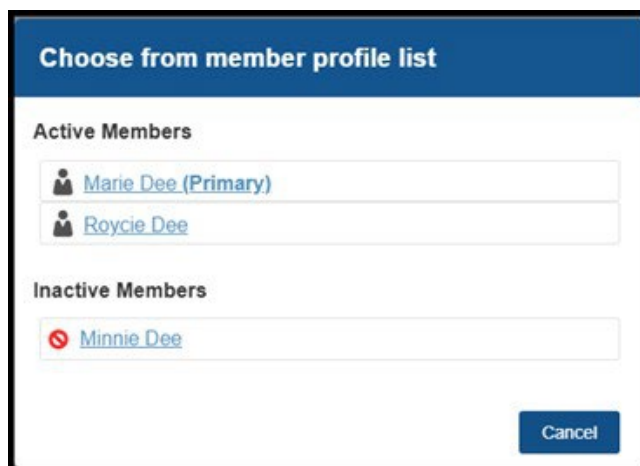 Choose from member profile list
Active Members
Marie Dee (Primary)
Roycie Dee
Inactive Members
Minnie Dee
Cancel